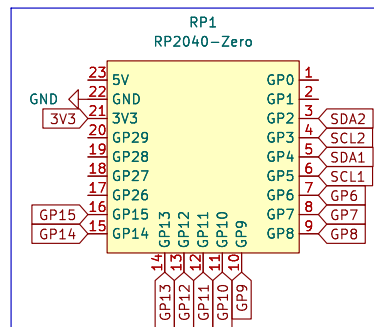 RP1
RP2040-Zero
23 5V GP0 1
GND 22 GND GP1 2
3V3 21 3V3 GP2 3 SDA2
20 GP29 GP3 4 SCL2
19 GP28 GP4 5 SDA1
18 GP27 GP5 6 SCL1
17 GP26 GP6 7 GP6
GP15 16 GP15 GP7 8 GP7
GP14 15 GP14 GP8 9 GP8
GP13 GP12 GP11 GP10 GP9
14 13 12 11 10
GP13 GP12 GP11 GP10 GP9